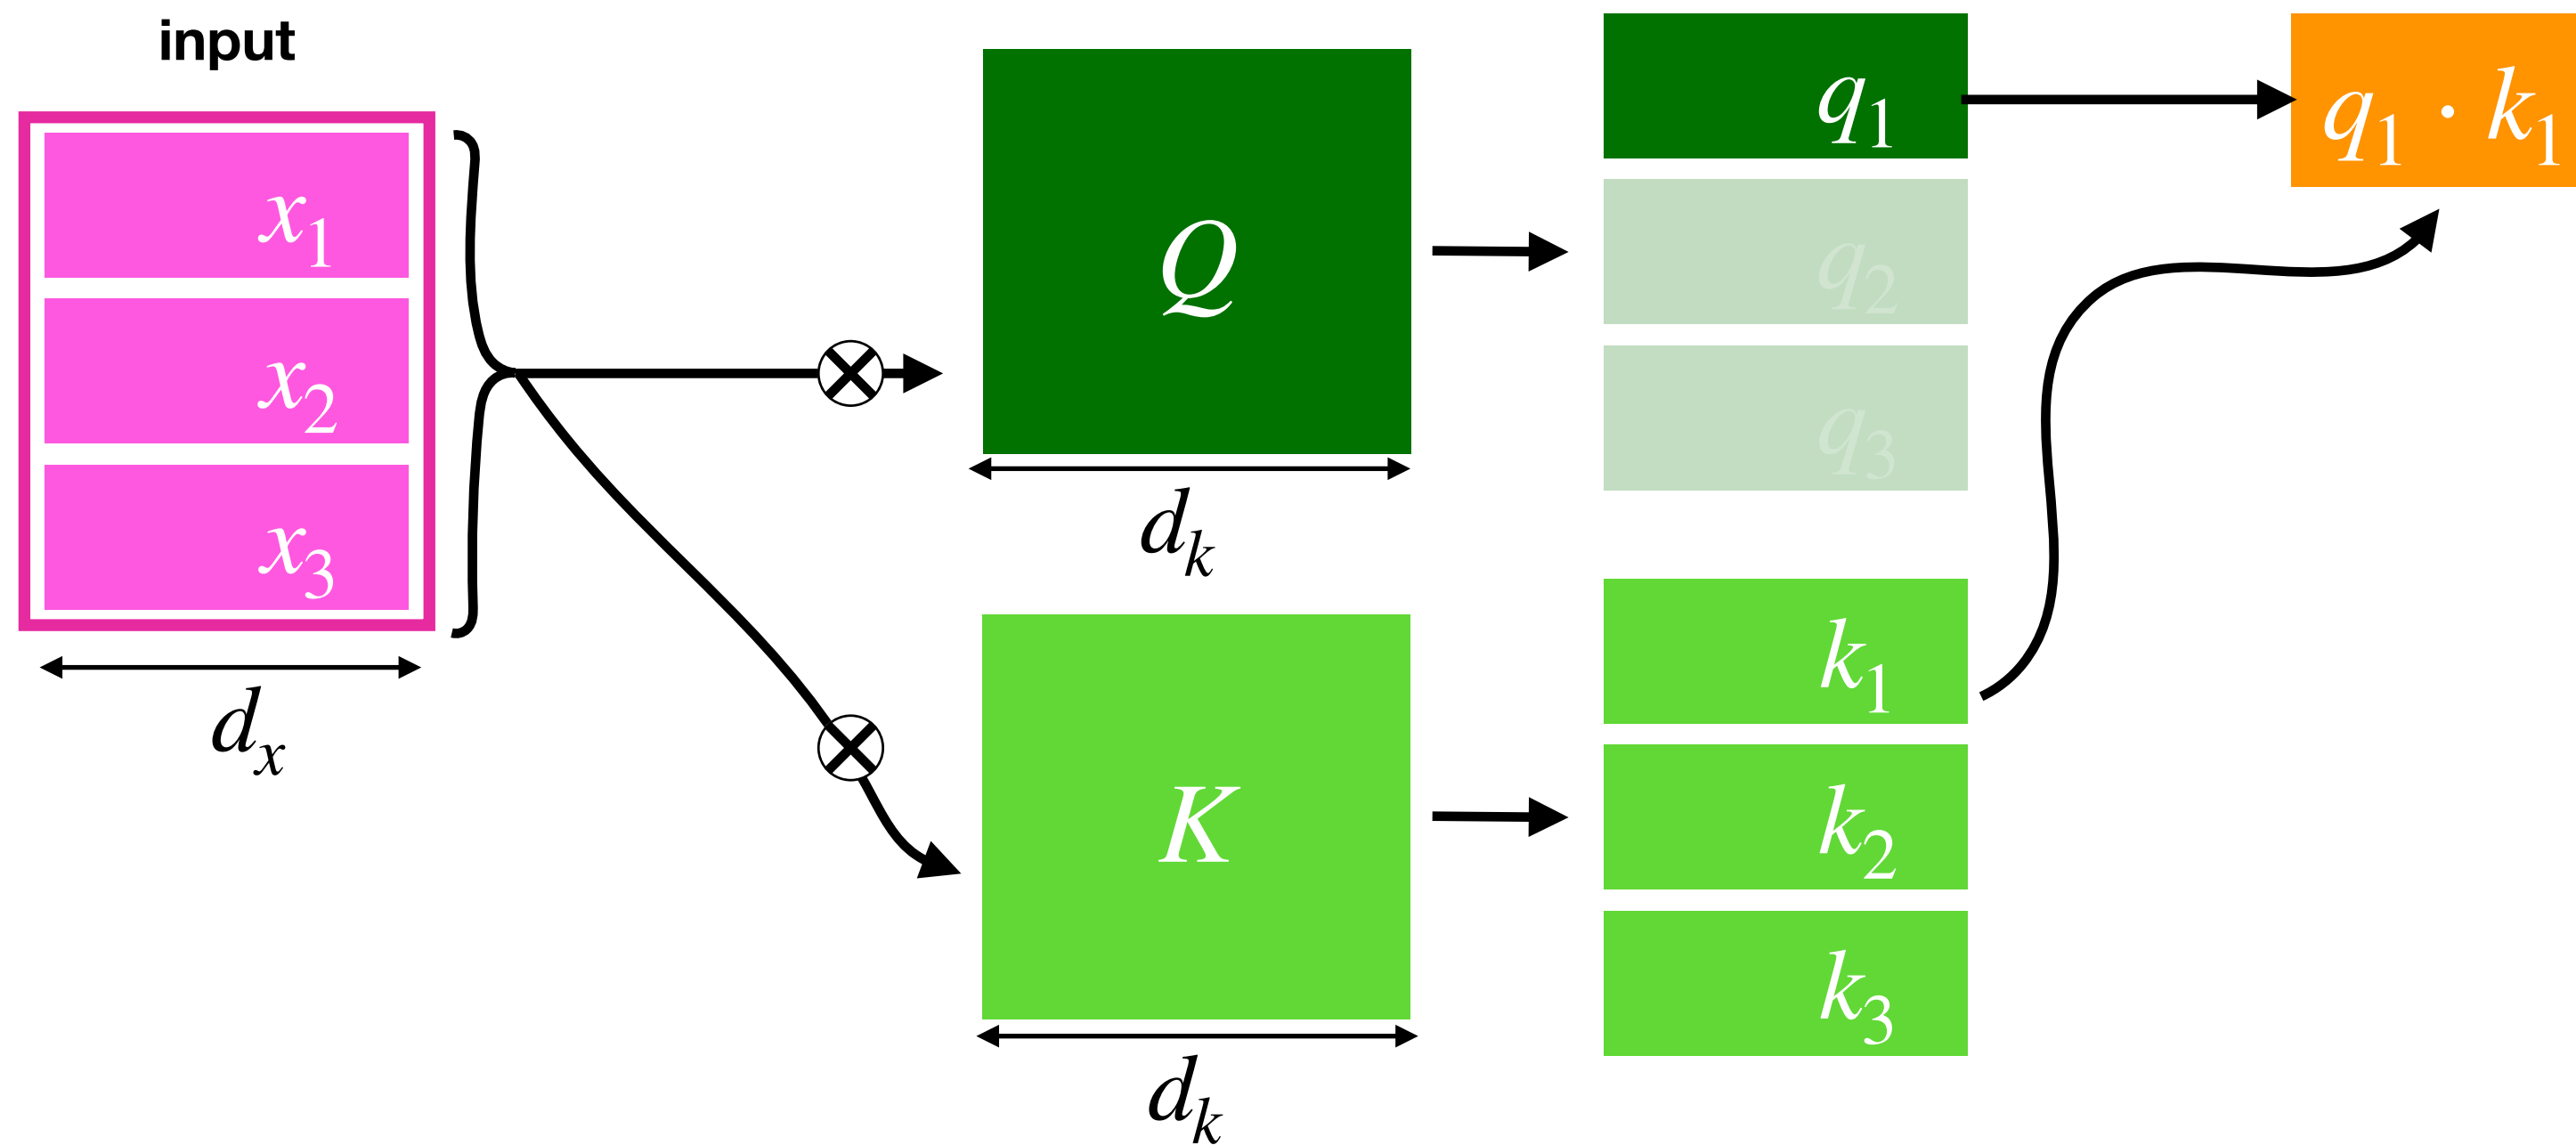 input
x₁
x₂
x₃
dₓ
Q
dₖ
K
dₖ
q₁
q₂
q₃
k₁
k₂
k₃
q₁ · k₁